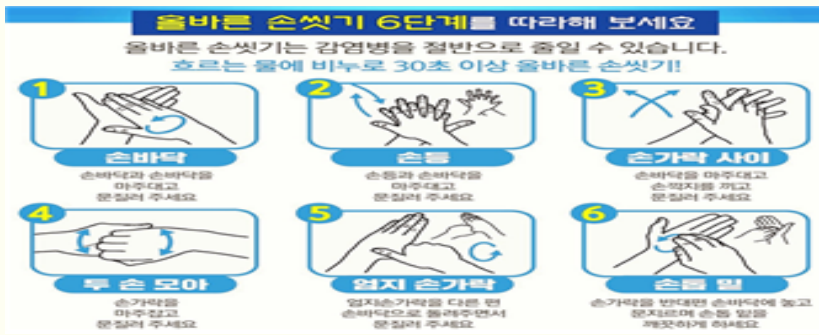 올바른 손씻기 6단계를 따라해 보세요
올바른 손씻기는 감염병을 절반으로 줄일 수 있습니다.
흐르는 물에 비누로 30초 이상 올바른 손씻기!
1
손바닥
손바닥과 손바닥을
마주대고
문질러 주세요
2
손등
손등과 손바닥을
마주대고
문질러 주세요
3
손가락 사이
손바닥을 마주대고
손깍지를 끼고
문질러 주세요
4
두 손 모아
손가락을
마주잡고
문질러 주세요
5
엄지 손가락
엄지손가락을 다른 편
손바닥으로 돌려주면서
문질러 주세요
6
손톱 밑
손가락을 반대편 손바닥에 놓고
문지르며 손톱 밑을
깨끗하게 하세요